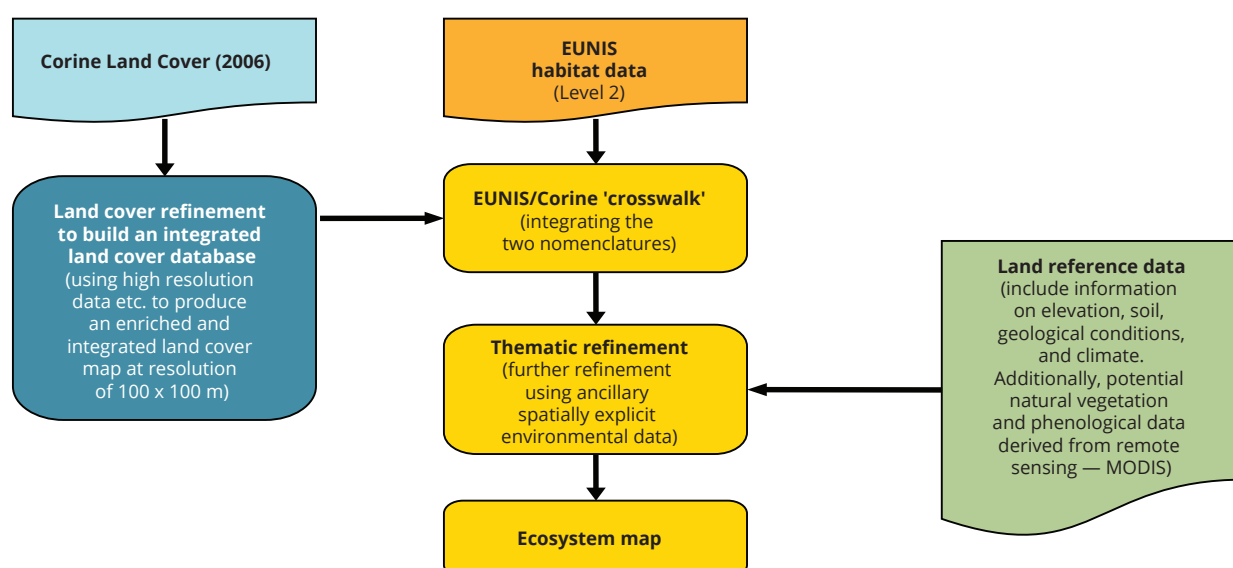 Corine Land Cover (2006)
EUNIS
habitat data
(Level 2)
Land cover refinement
to build an integrated
land cover database
(using high resolution
data etc. to produce
an enriched and
integrated land cover
map at resolution
of 100 x 100 m)
EUNIS/Corine 'crosswalk'
(integrating the
two nomenclatures)
Thematic refinement
(further refinement
using ancillary
spatially explicit
environmental data)
Land reference data
(include information
on elevation, soil,
geological conditions,
and climate.
Additionally, potential
natural vegetation
and phenological data
derived from remote
sensing — MODIS)
Ecosystem map